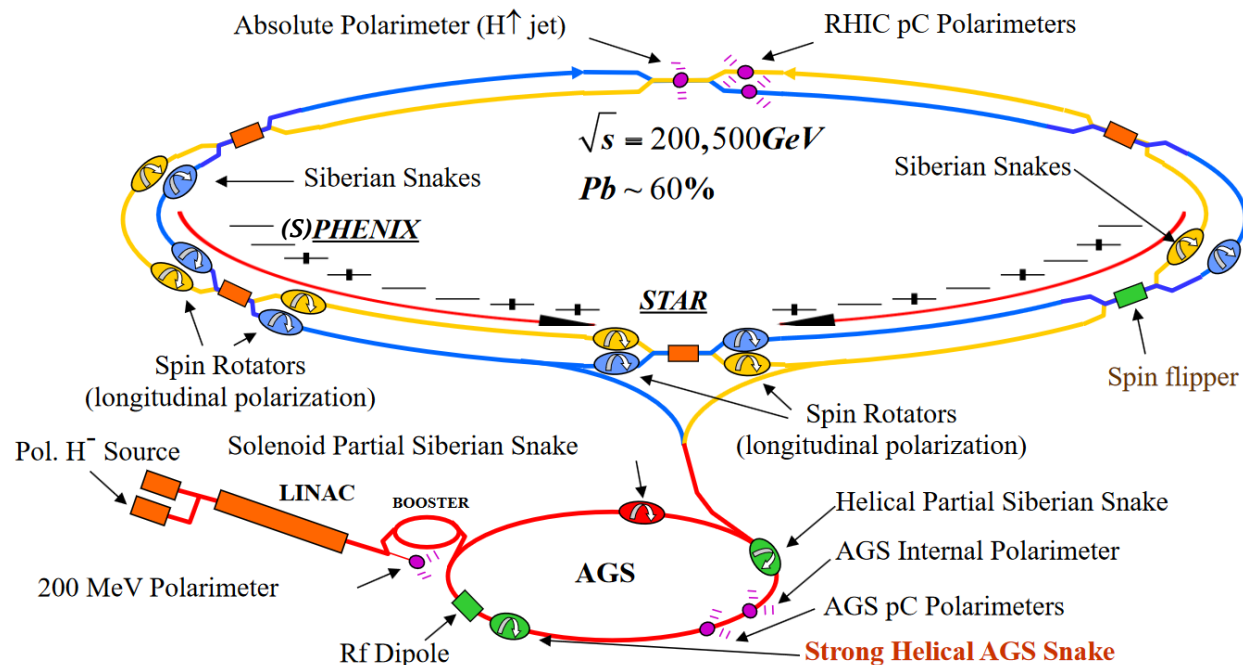 Absolute Polarimeter (H↑ jet)
RHIC pC Polarimeters
√s = 200,500GeV
Pb ~ 60%
Siberian Snakes
Siberian Snakes
(S)PHENIX
STAR
Spin Rotators
(longitudinal polarization)
Spin flipper
Spin Rotators
(longitudinal polarization)
Solenoid Partial Siberian Snake
Pol. H⁻ Source
LINAC
BOOSTER
Helical Partial Siberian Snake
AGS Internal Polarimeter
AGS
200 MeV Polarimeter
AGS pC Polarimeters
Rf Dipole
Strong Helical AGS Snake